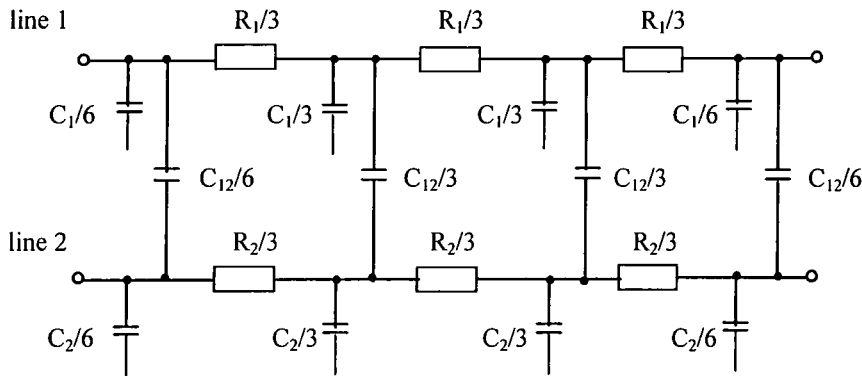 line 1
R₁/3 R₁/3 R₁/3
C₁/6 C₁/3 C₁/3 C₁/6
C₁₂/6 C₁₂/3 C₁₂/3 C₁₂/6
line 2
R₂/3 R₂/3 R₂/3
C₂/6 C₂/3 C₂/3 C₂/6